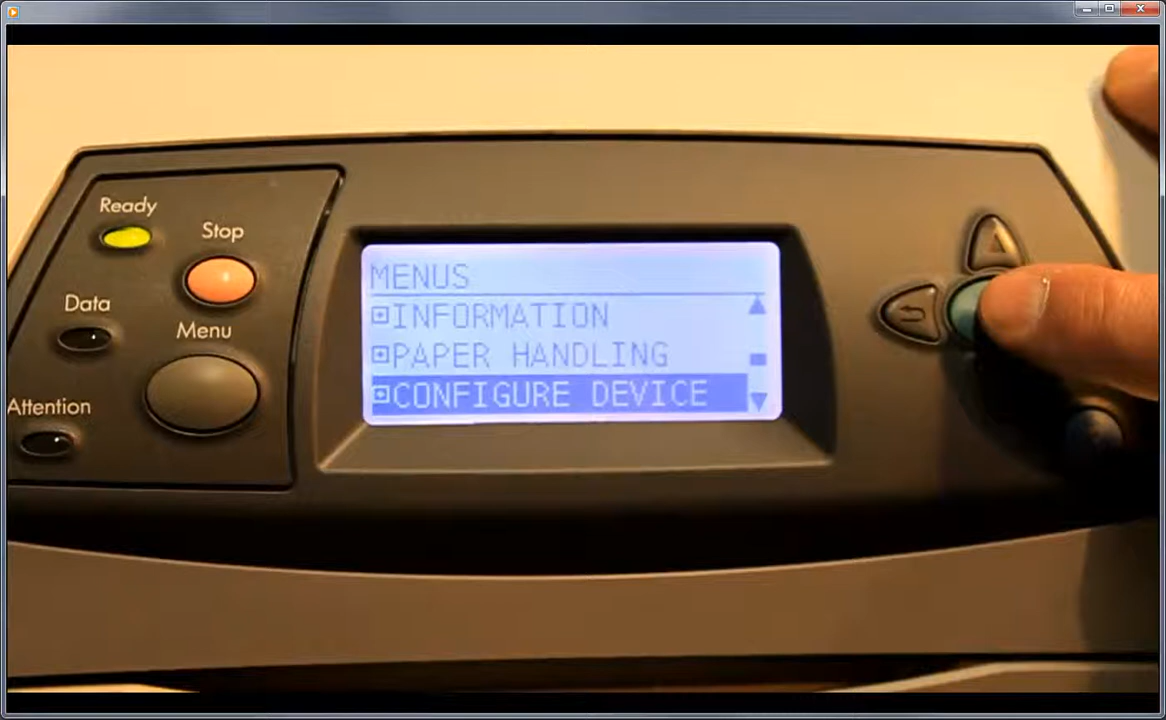 Ready
Stop
Data
Menu
Attention
MENUS
INFORMATION
PAPER HANDLING
CONFIGURE DEVICE